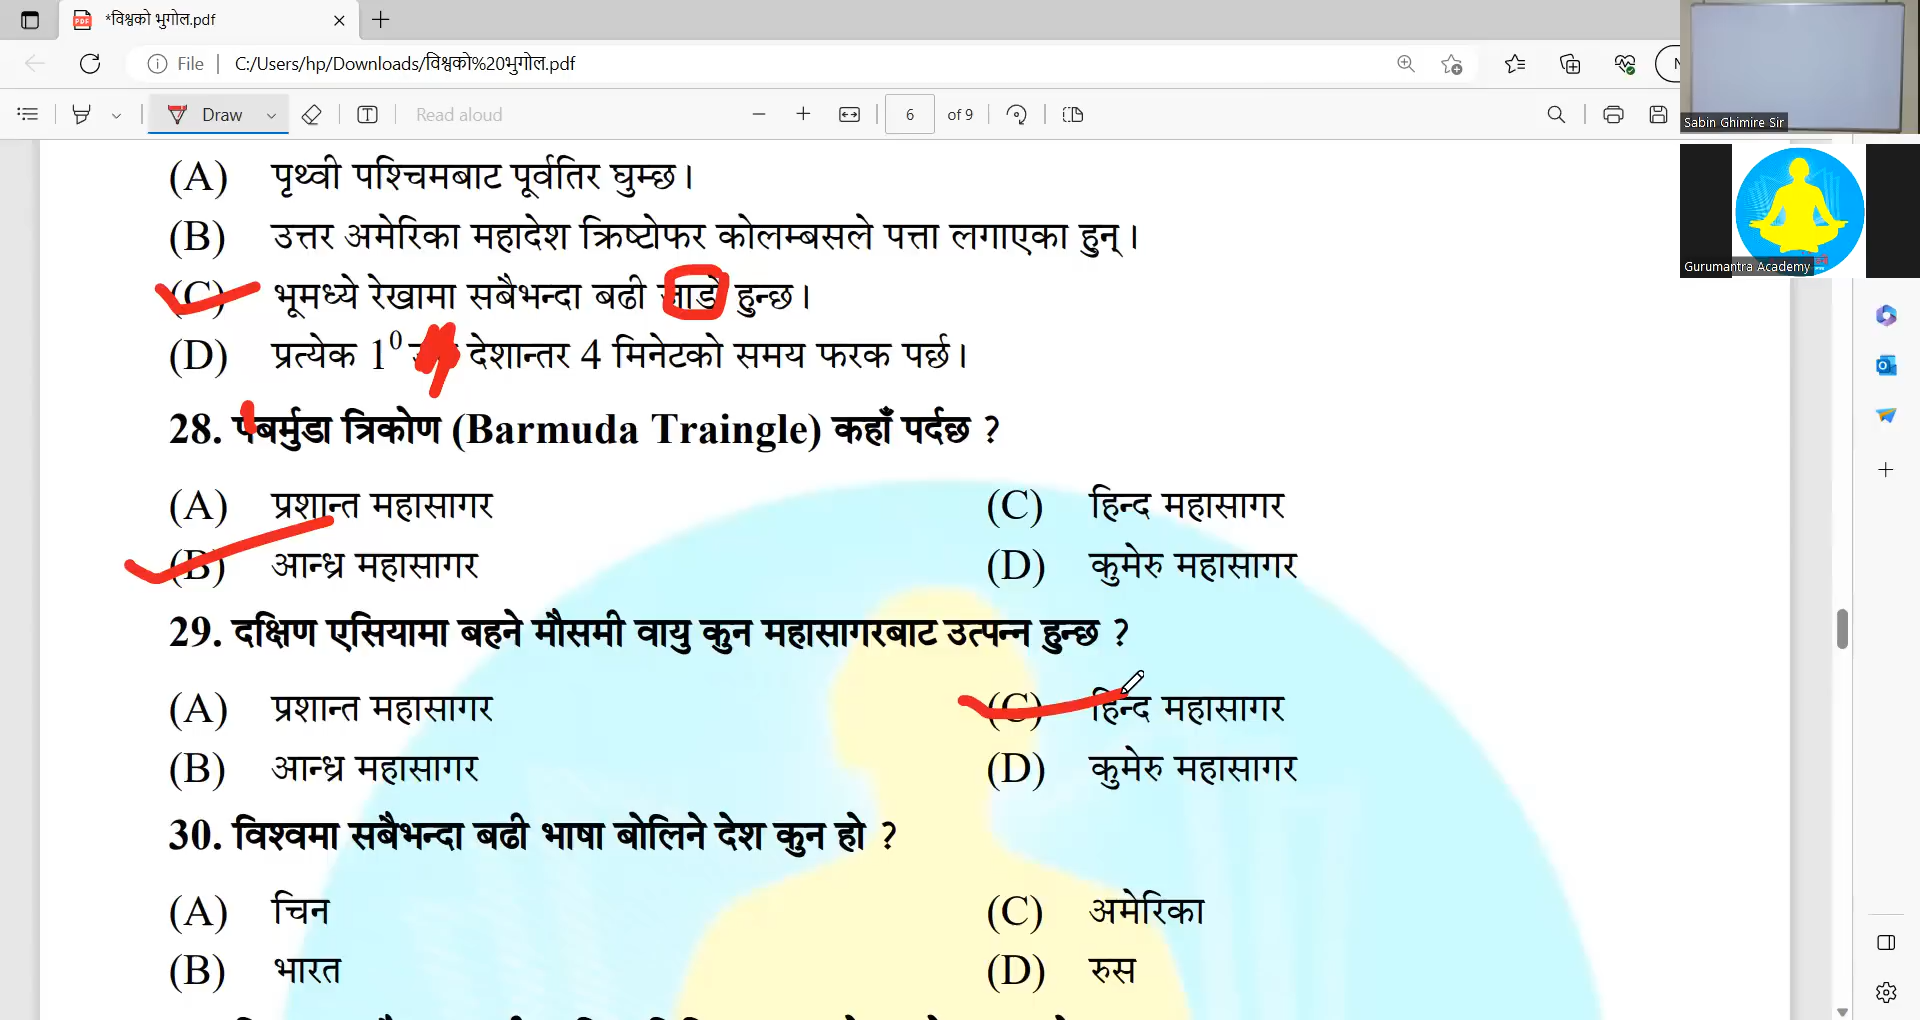 *विश्वको भुगोल.pdf
File
C:/Users/hp/Downloads/विश्वको%20भुगोल.pdf
Draw
Read aloud
6 of 9
Sabin Ghimire Sir
Gurumantra Academy
(A) पृथ्वी पश्चिमबाट पूर्वतिर घुम्छ।
(B) उत्तर अमेरिका महादेश क्रिष्टोफर कोलम्बसले पत्ता लगाएका हुन्।
(C) भूमध्ये रेखामा सबैभन्दा बढी जाडो हुन्छ।
(D) प्रत्येक 1⁰ देशान्तर 4 मिनेटको समय फरक पर्छ।
28. पबर्मुडा त्रिकोण (Barmuda Traingle) कहाँ पर्दछ ?
(A) प्रशान्त महासागर (C) हिन्द महासागर
(B) आन्ध्र महासागर (D) कुमेरु महासागर
29. दक्षिण एसियामा बहने मौसमी वायु कुन महासागरबाट उत्पन्न हुन्छ ?
(A) प्रशान्त महासागर (C) हिन्द महासागर
(B) आन्ध्र महासागर (D) कुमेरु महासागर
30. विश्वमा सबैभन्दा बढी भाषा बोलिने देश कुन हो ?
(A) चिन (C) अमेरिका
(B) भारत (D) रुस